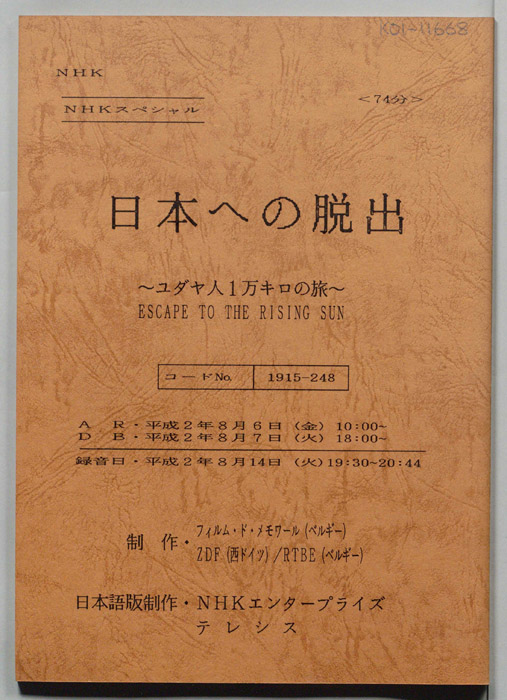 K01-11668
NHK
NHKスペシャル
<74分>
日本への脱出
～ユダヤ人1万キロの旅～
ESCAPE TO THE RISING SUN
コードNo. 1915-248
A R・平成2年8月6日(金)10:00~
D B・平成2年8月7日(火)18:00~
録音日・平成2年8月14日(火)19:30~20:44
制 作・フィルム・ド・メモワール(ベルギー)
ZDF(西ドイツ)/RTBE(ベルギー)
日本語版制作・NHKエンタープライズ
テレシス